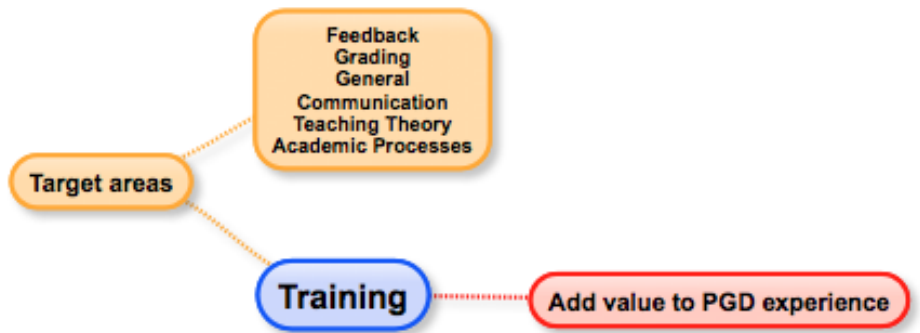 Feedback
Grading
General
Communication
Teaching Theory
Academic Processes
Target areas
Training
Add value to PGD experience